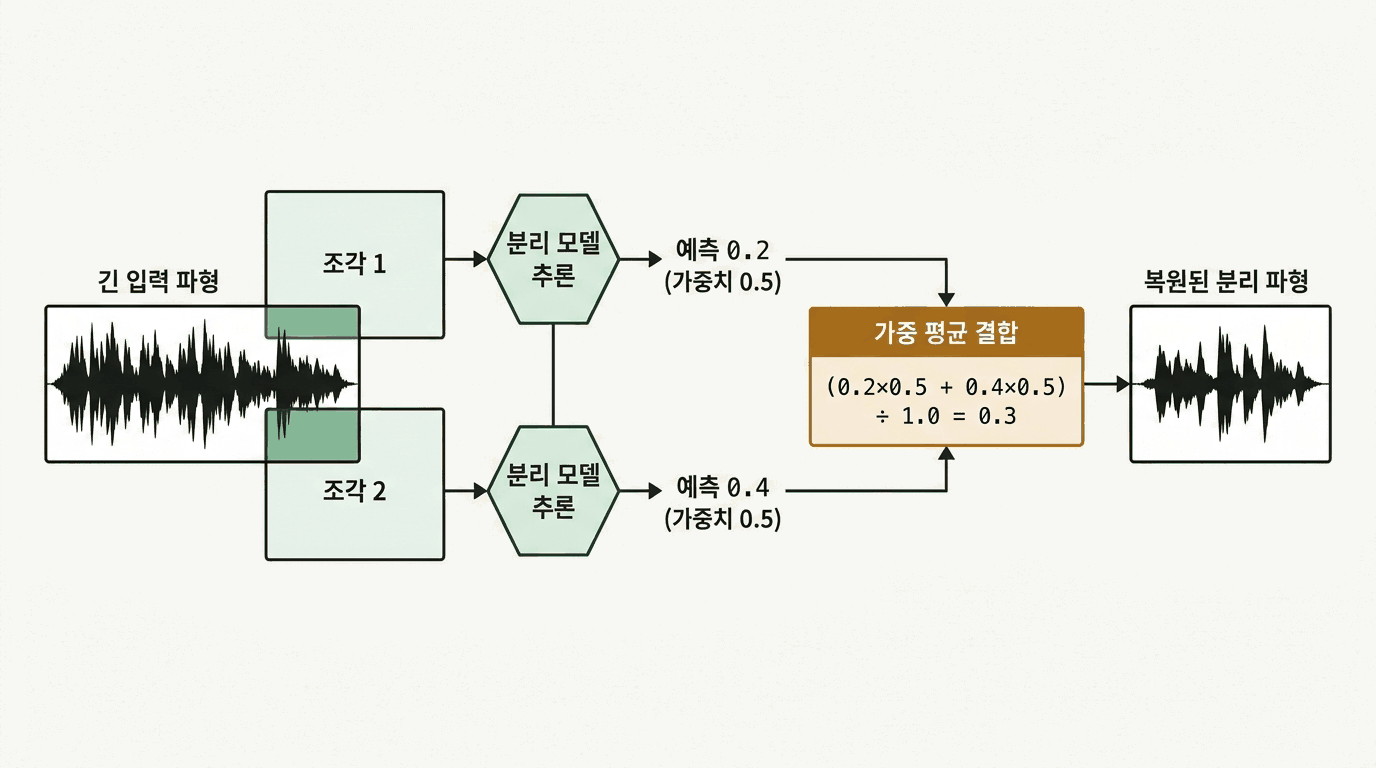 긴 입력 파형
조각 1
분리 모델
추론
예측 0.2
(가중치 0.5)
조각 2
분리 모델
추론
예측 0.4
(가중치 0.5)
가중 평균 결합
(0.2×0.5 + 0.4×0.5)
÷ 1.0 = 0.3
복원된 분리 파형